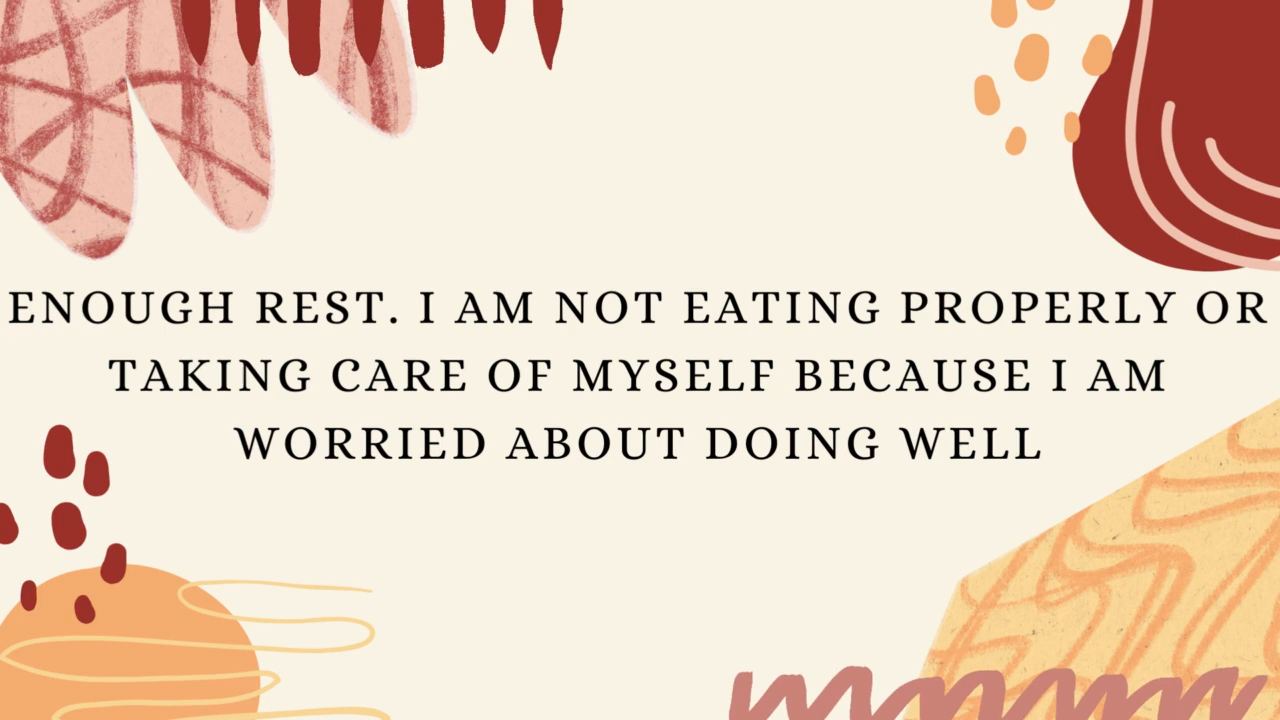 ENOUGH REST. I AM NOT EATING PROPERLY OR
TAKING CARE OF MYSELF BECAUSE I AM
WORRIED ABOUT DOING WELL